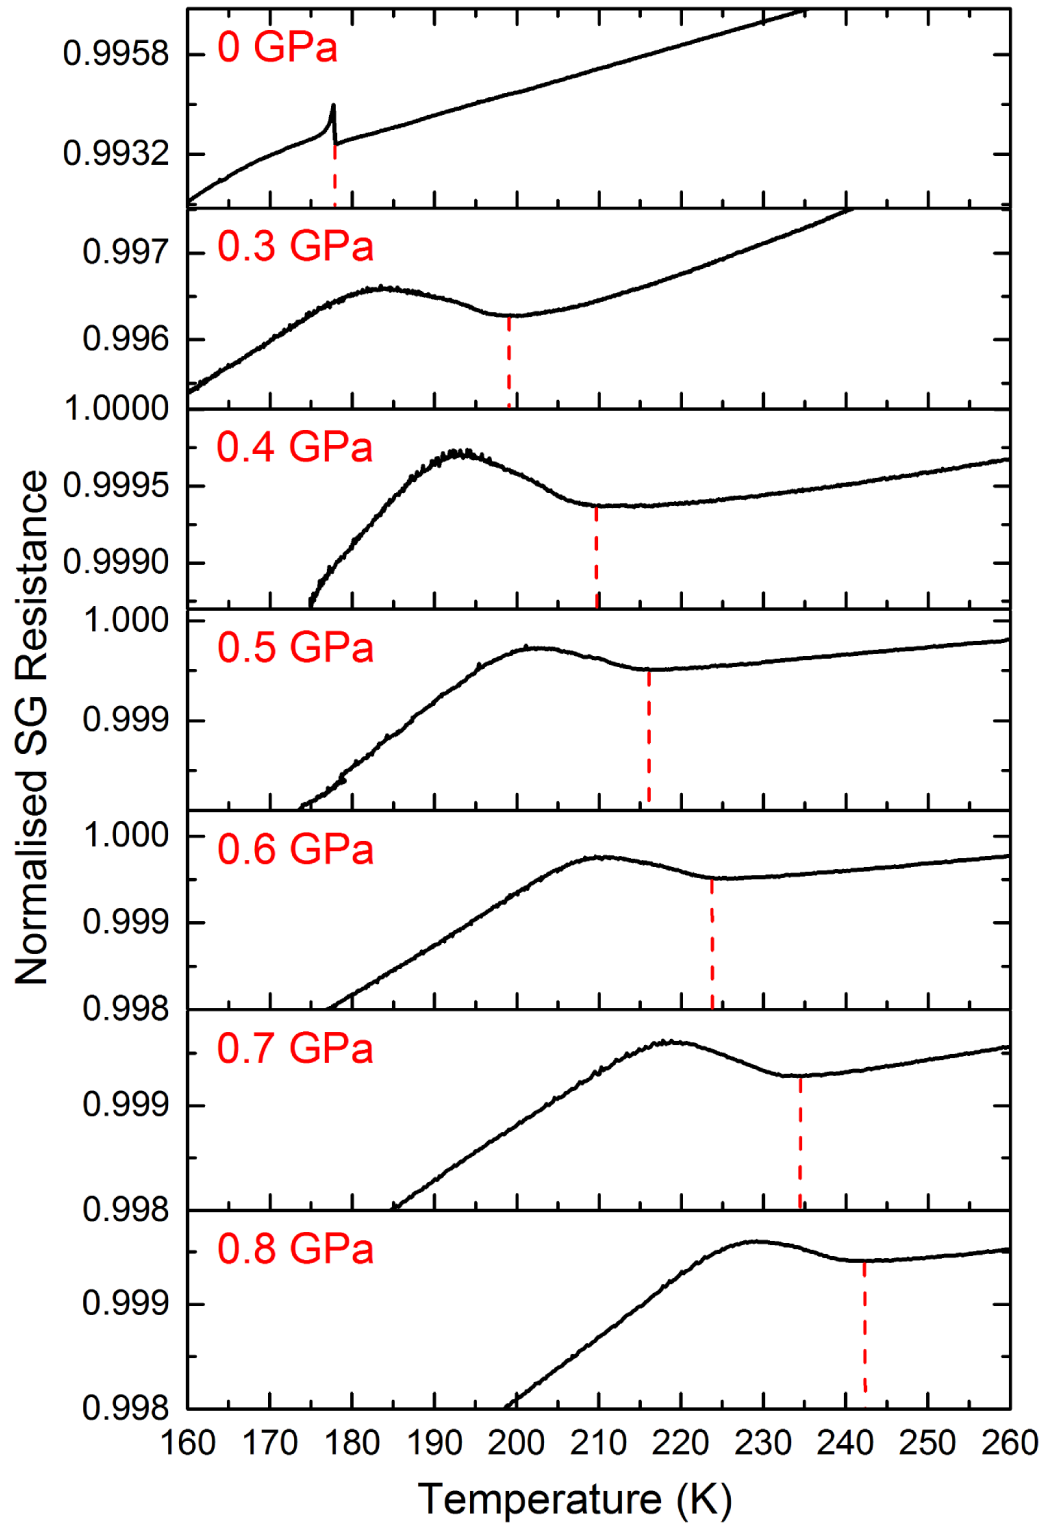 0 GPa
0.9958
0.9932
0.3 GPa
0.997
0.996
1.0000
0.4 GPa
0.9995
0.9990
1.000
0.5 GPa
0.999
1.000
0.6 GPa
0.999
0.998
0.7 GPa
0.999
0.998
0.8 GPa
0.999
0.998
Normalised SG Resistance
160 170 180 190 200 210 220 230 240 250 260
Temperature (K)